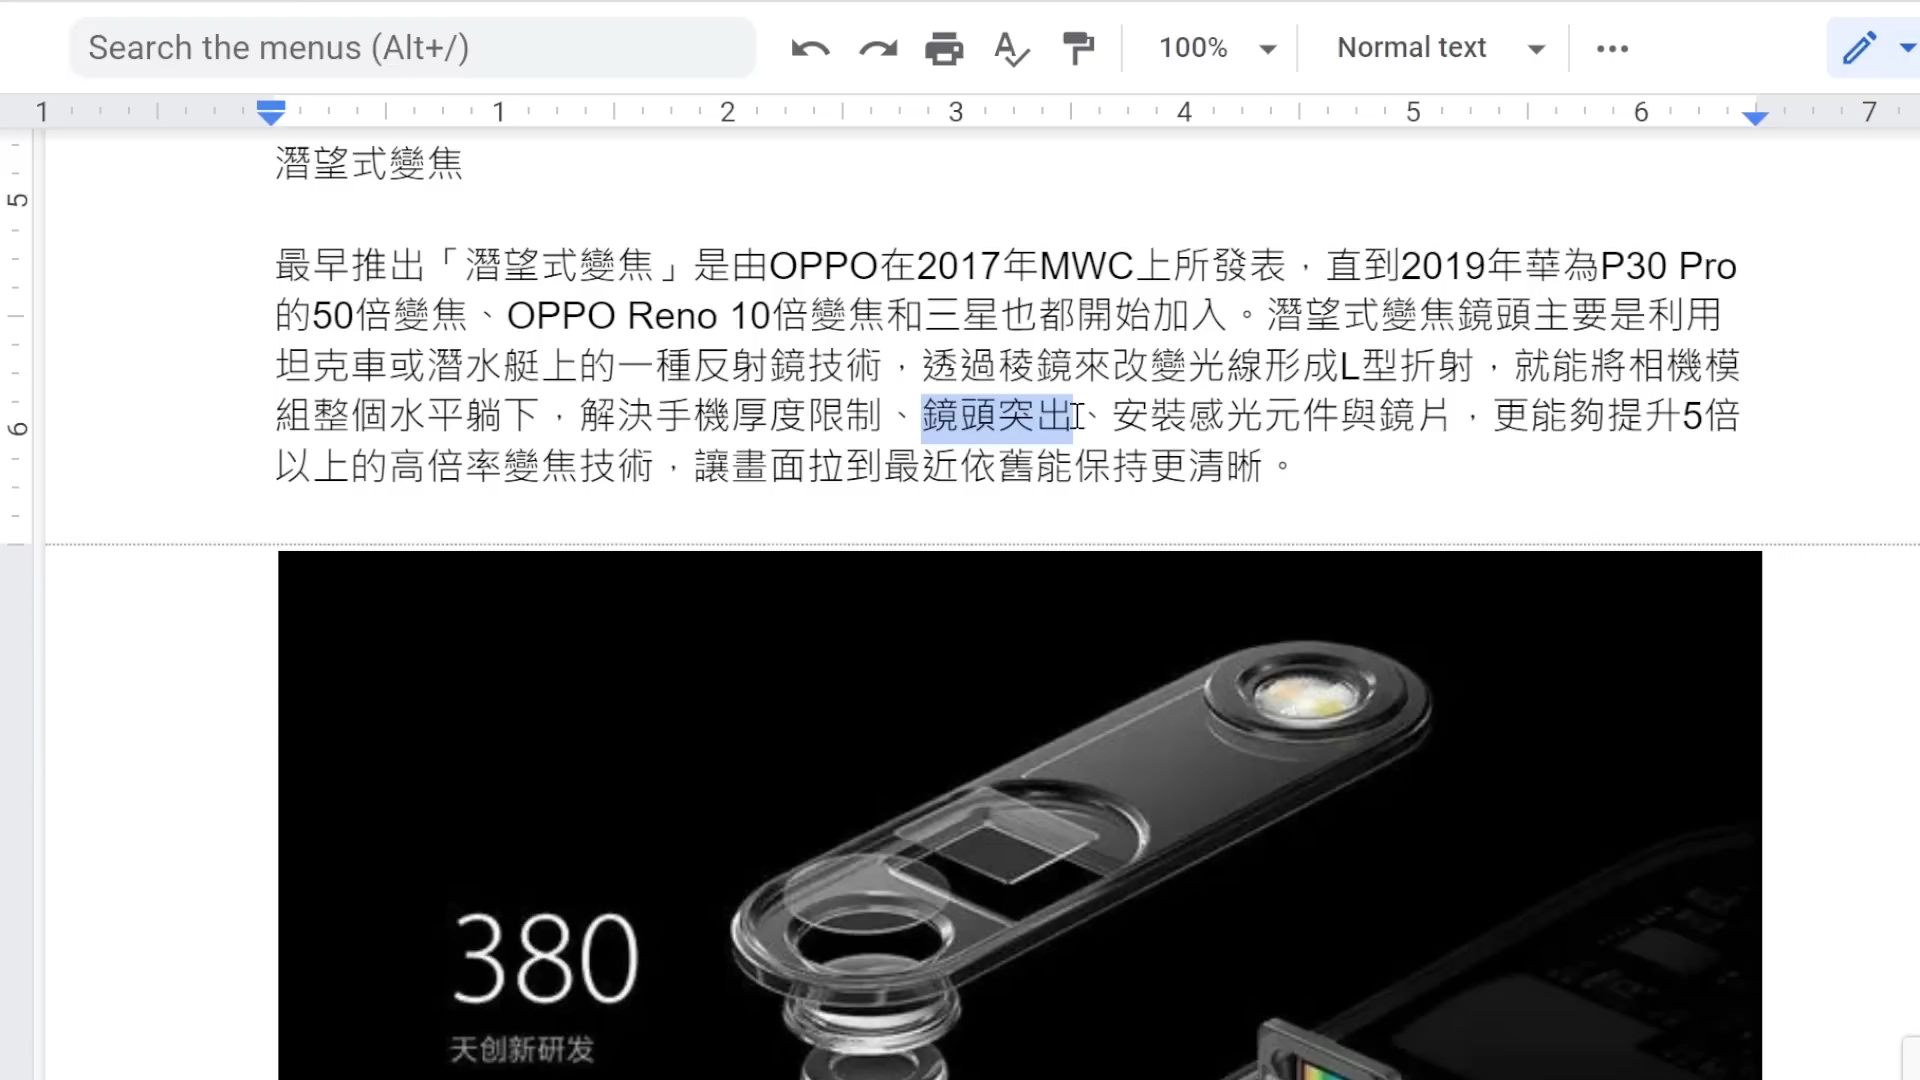 Search the menus (Alt+/)
100%
Normal text
1 1 2 3 4 5 6 7
5
6
潛望式變焦
最早推出「潛望式變焦」是由OPPO在2017年MWC上所發表，直到2019年華為P30 Pro
的50倍變焦、OPPO Reno 10倍變焦和三星也都開始加入。潛望式變焦鏡頭主要是利用
坦克車或潛水艇上的一種反射鏡技術，透過稜鏡來改變光線形成L型折射，就能將相機模
組整個水平躺下，解決手機厚度限制、鏡頭突出、安裝感光元件與鏡片，更能夠提升5倍
以上的高倍率變焦技術，讓畫面拉到最近依舊能保持更清晰。
380
天创新研发